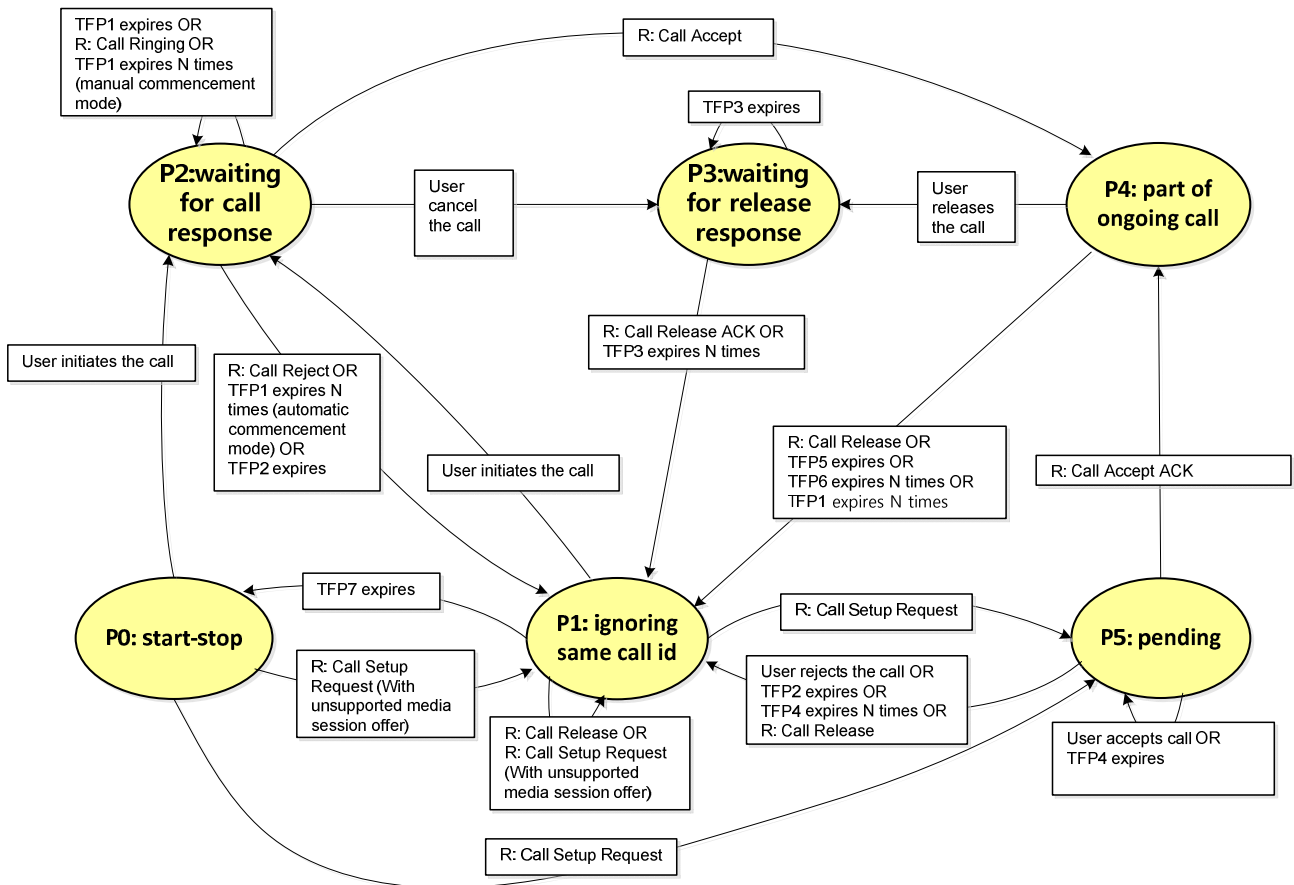 TFP1 expires OR
R: Call Ringing OR
TFP1 expires N times
(manual commencement
mode)
R: Call Accept
TFP3 expires
P2:waiting
for call
response
User
cancel
the call
P3:waiting
for release
response
User
releases
the call
P4: part of
ongoing call
User initiates the call
R: Call Reject OR
TFP1 expires N
times (automatic
commencement
mode) OR
TFP2 expires
R: Call Release ACK OR
TFP3 expires N times
User initiates the call
R: Call Release OR
TFP5 expires OR
TFP6 expires N times OR
TFP1 expires N times
R: Call Accept ACK
TFP7 expires
P0: start-stop
P1: ignoring
same call id
R: Call Setup Request
P5: pending
R: Call Setup
Request (With
unsupported media
session offer)
User rejects the call OR
TFP2 expires OR
TFP4 expires N times OR
R: Call Release
R: Call Release OR
R: Call Setup Request
(With unsupported
media session offer)
User accepts call OR
TFP4 expires
R: Call Setup Request